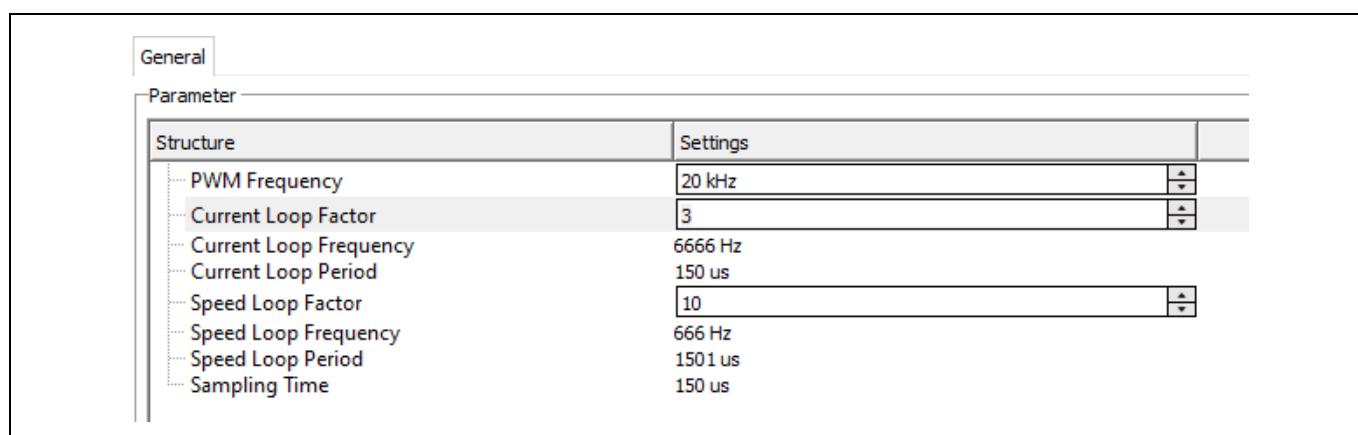 General
Parameter
Structure Settings
PWM Frequency 20 kHz
Current Loop Factor 3
Current Loop Frequency 6666 Hz
Current Loop Period 150 us
Speed Loop Factor 10
Speed Loop Frequency 666 Hz
Speed Loop Period 1501 us
Sampling Time 150 us